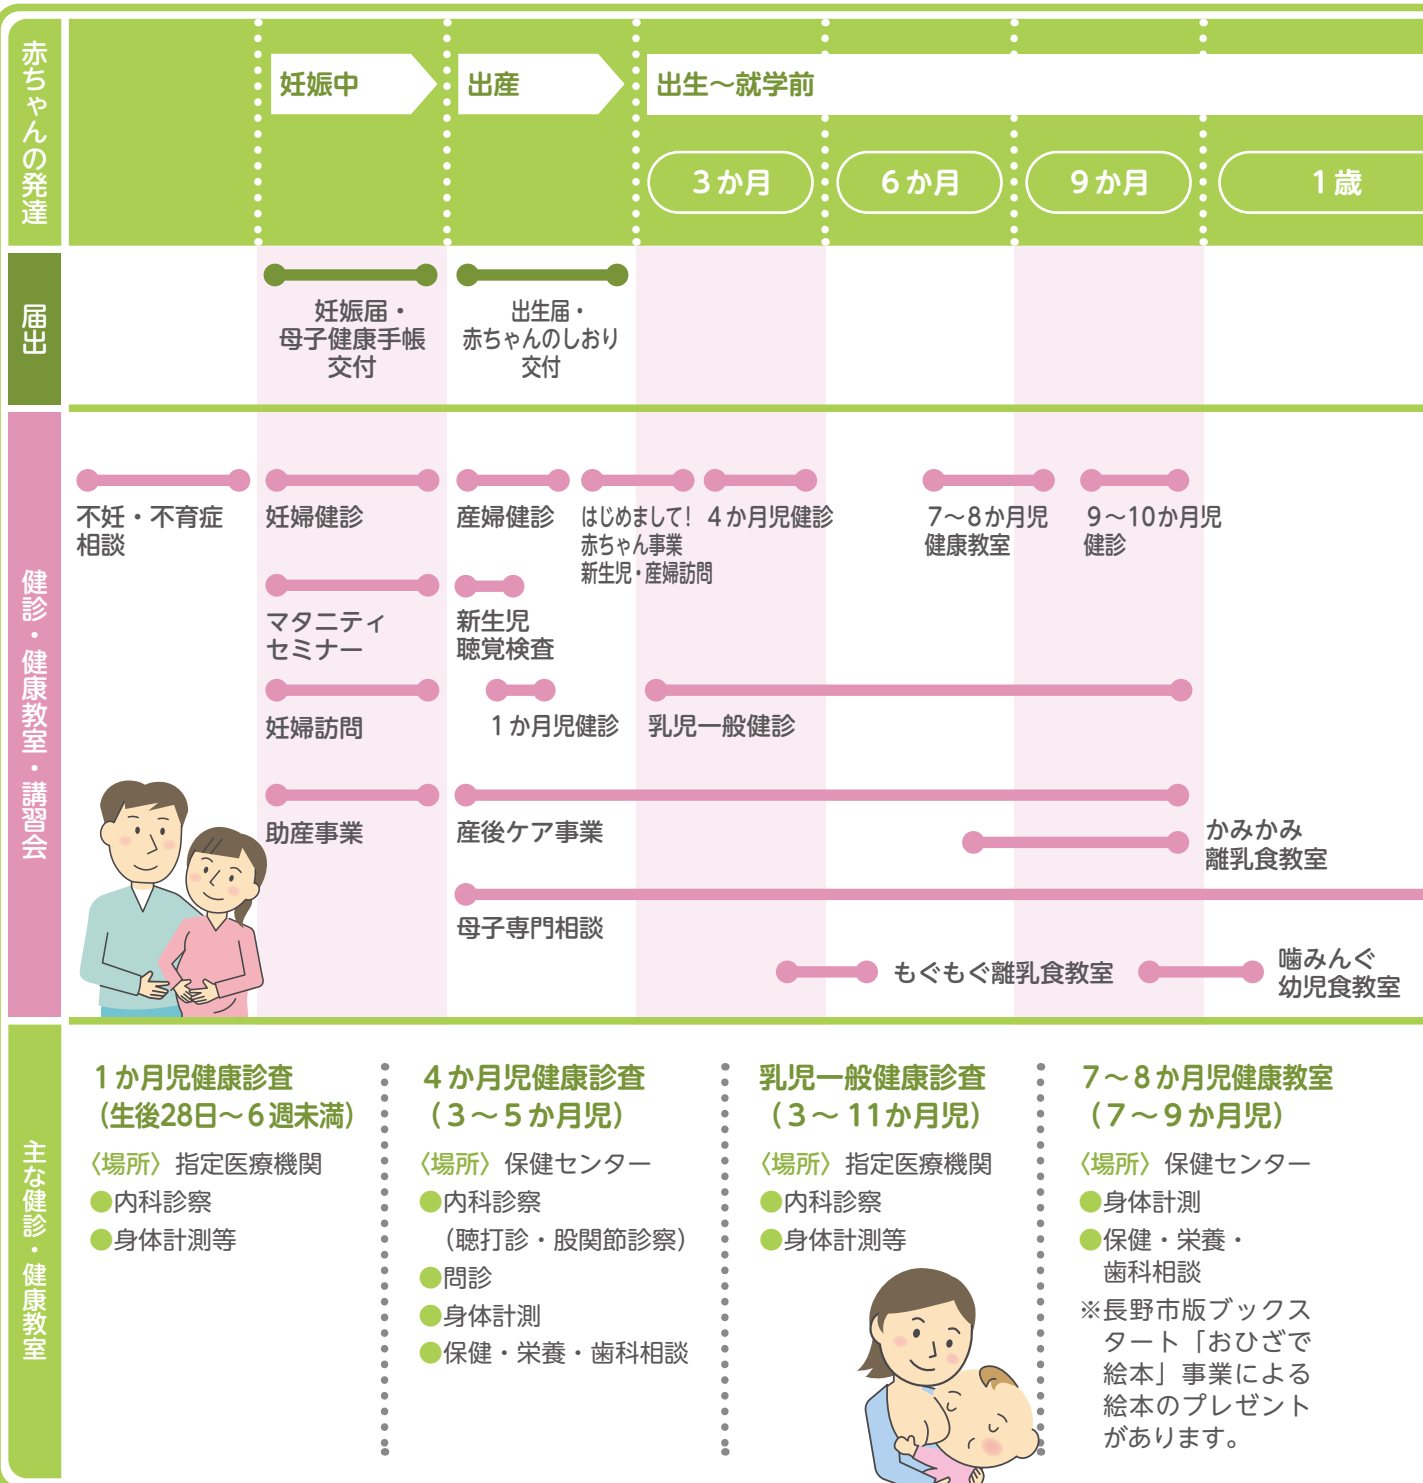 赤ちゃんの発達
妊娠中
出産
出生～就学前
3か月
6か月
9か月
1歳
届出
妊娠届・
母子健康手帳
交付
出生届・
赤ちゃんのしおり
交付
健診・健康教室・講習会
不妊・不育症
相談
妊婦健診
産婦健診
はじめまして!
赤ちゃん事業
新生児・産婦訪問
4か月児健診
7～8か月児
健康教室
9～10か月児
健診
マタニティ
セミナー
新生児
聴覚検査
妊婦訪問
1か月児健診
乳児一般健診
助産事業
産後ケア事業
かみかみ
離乳食教室
母子専門相談
もぐもぐ離乳食教室
噛みんぐ
幼児食教室
主な健診・健康教室
1か月児健康診査
（生後28日～6週未満）
〈場所〉指定医療機関
●内科診察
●身体計測等
4か月児健康診査
（3～5か月児）
〈場所〉保健センター
●内科診察
（聴打診・股関節診察）
●問診
●身体計測
●保健・栄養・歯科相談
乳児一般健康診査
（3～11か月児）
〈場所〉指定医療機関
●内科診察
●身体計測等
7～8か月児健康教室
（7～9か月児）
〈場所〉保健センター
●身体計測
●保健・栄養・
歯科相談
※長野市版ブックス
タート「おひざで
絵本」事業による
絵本のプレゼント
があります。